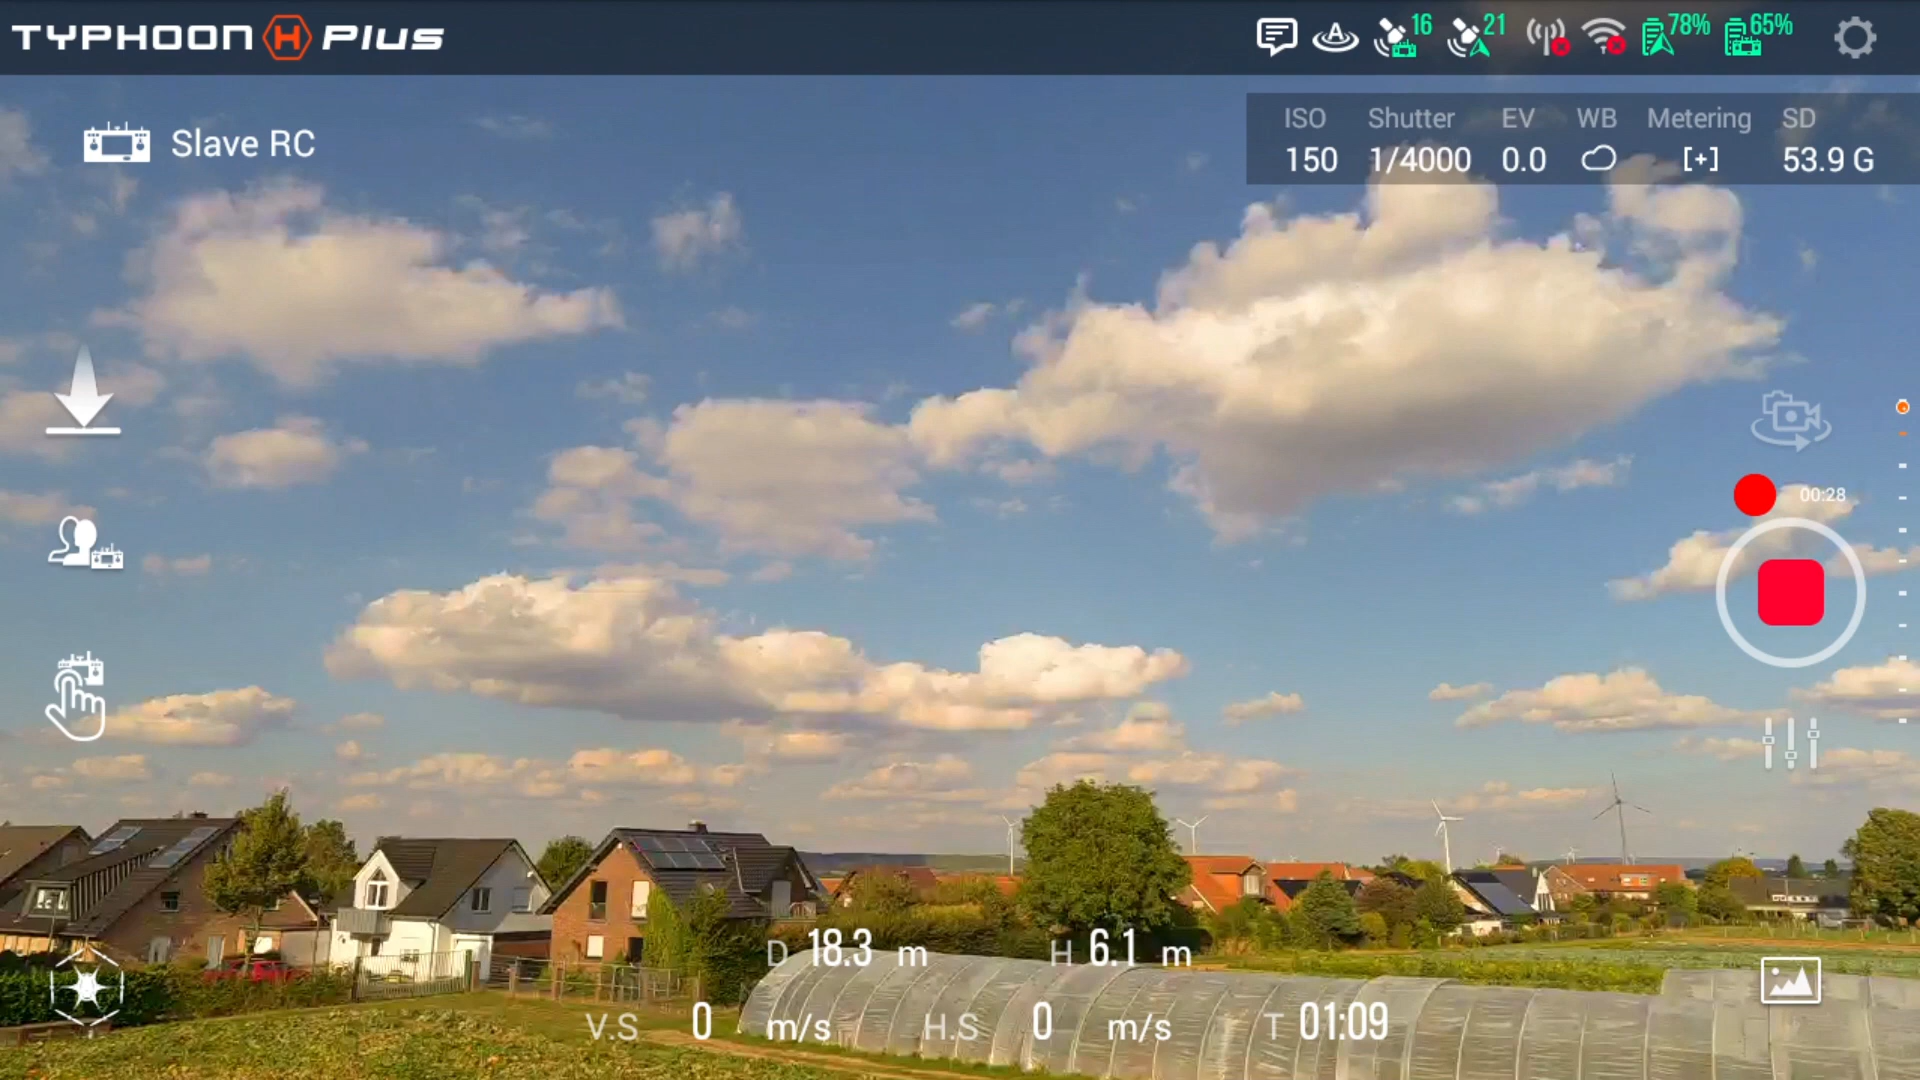 TYPHOON H Plus
A 16 21 78% 65%
Slave RC
ISO Shutter EV WB Metering SD
150 1/4000 0.0 [+] 53.9 G
00:28
D 18.3 m H 6.1 m
V.S 0 m/s H.S 0 m/s T 01:09